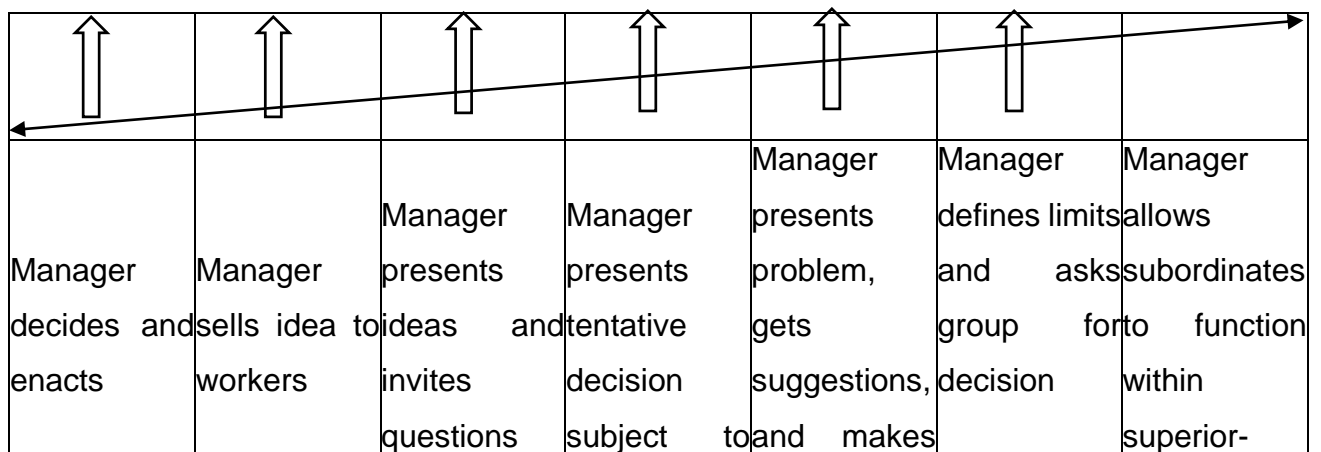 Manager
decides and
enacts
Manager
sells idea to
workers
Manager
presents
ideas and
invites
questions
Manager
presents
tentative
decision
subject to
Manager
presents
problem,
gets
suggestions,
and makes
Manager
defines limits
and asks
group for
decision
Manager
allows
subordinates
to function
within
superior-